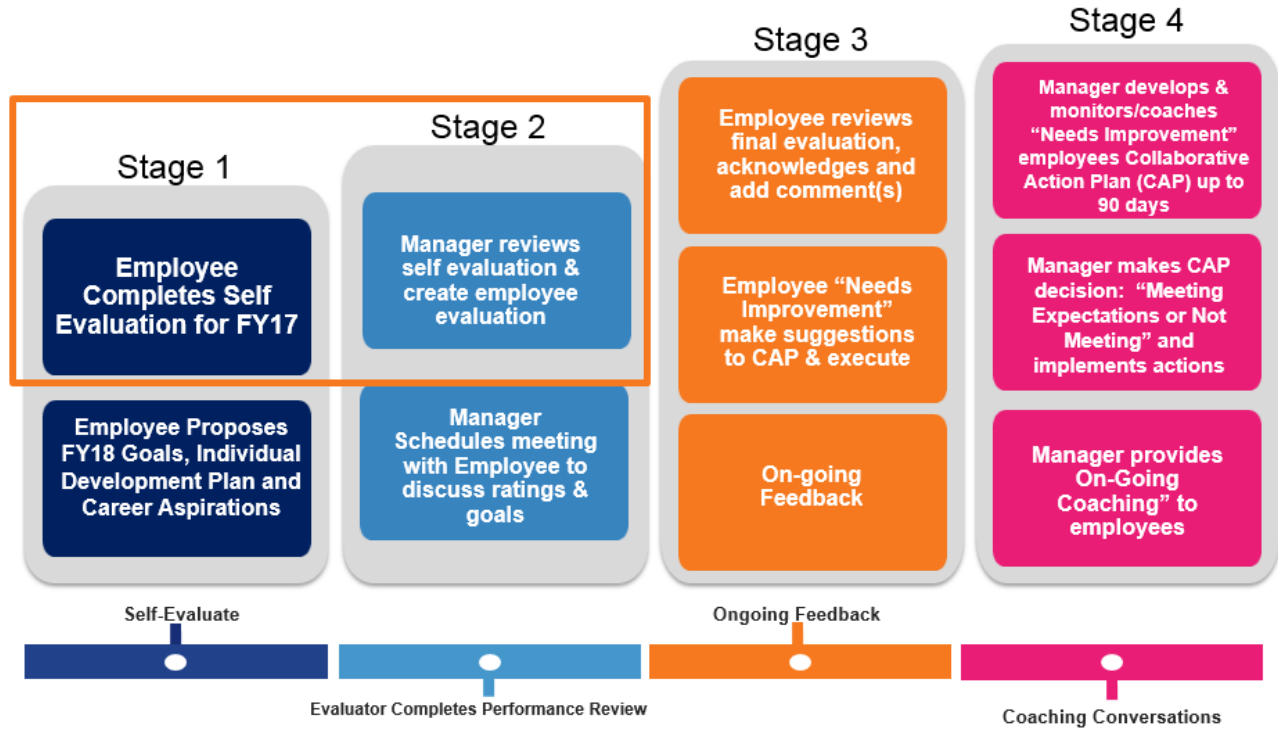 Stage 1
Employee
Completes Self
Evaluation for FY17
Employee Proposes
FY18 Goals, Individual
Development Plan and
Career Aspirations
Stage 2
Manager reviews
self evaluation &
create employee
evaluation
Manager
Schedules meeting
with Employee to
discuss ratings &
goals
Stage 3
Employee reviews
final evaluation,
acknowledges and
add comment(s)
Employee “Needs
Improvement”
make suggestions
to CAP & execute
On-going
Feedback
Stage 4
Manager develops &
monitors/coaches
“Needs Improvement”
employees Collaborative
Action Plan (CAP) up to
90 days
Manager makes CAP
decision:  “Meeting
Expectations or Not
Meeting” and
implements actions
Manager provides
On-Going
Coaching” to
employees
Self-Evaluate
Evaluator Completes Performance Review
Ongoing Feedback
Coaching Conversations